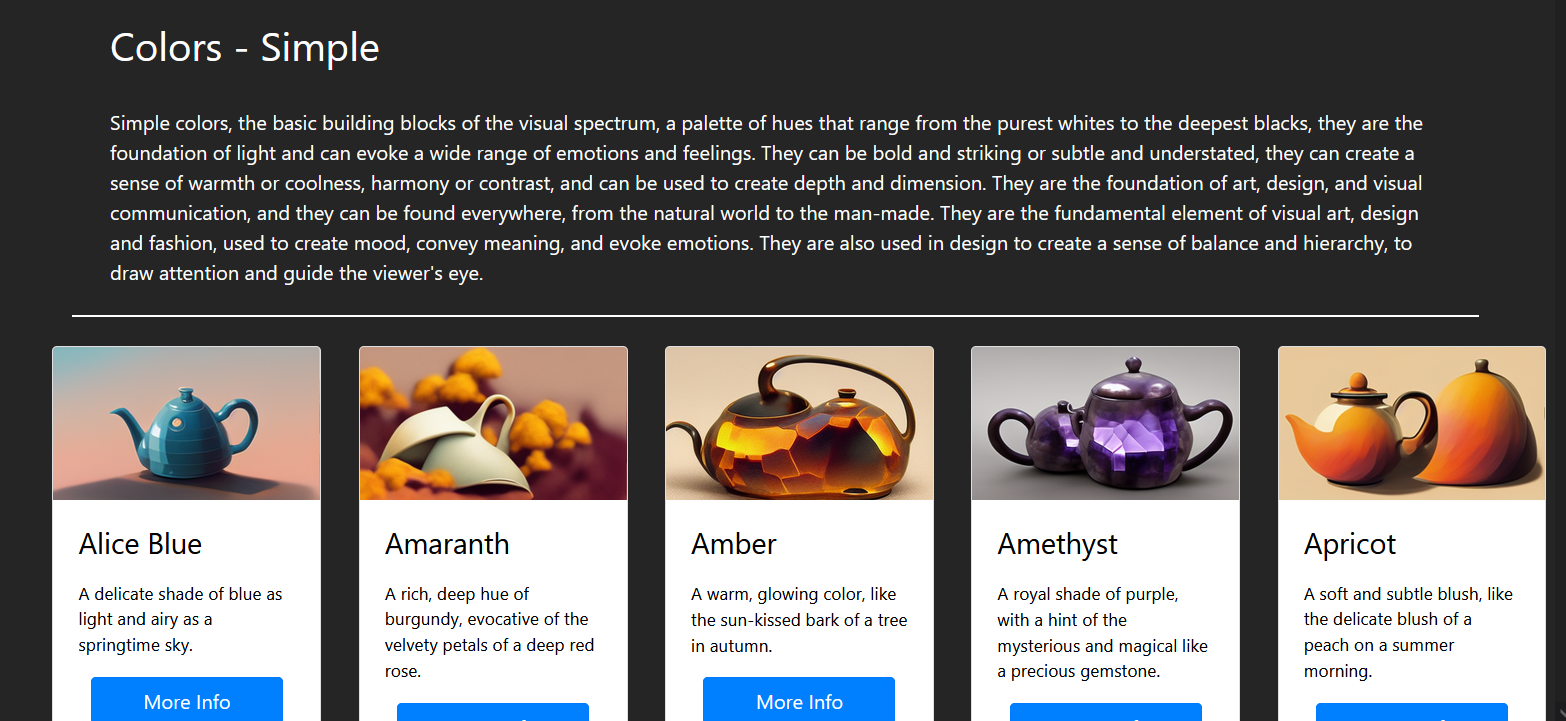 Colors - Simple
Simple colors, the basic building blocks of the visual spectrum, a palette of hues that range from the purest whites to the deepest blacks, they are the
foundation of light and can evoke a wide range of emotions and feelings. They can be bold and striking or subtle and understated, they can create a
sense of warmth or coolness, harmony or contrast, and can be used to create depth and dimension. They are the foundation of art, design, and visual
communication, and they can be found everywhere, from the natural world to the man-made. They are the fundamental element of visual art, design
and fashion, used to create mood, convey meaning, and evoke emotions. They are also used in design to create a sense of balance and hierarchy, to
draw attention and guide the viewer's eye.
Alice Blue
A delicate shade of blue as
light and airy as a
springtime sky.
More Info
Amaranth
A rich, deep hue of
burgundy, evocative of the
velvety petals of a deep red
rose.
Amber
A warm, glowing color, like
the sun-kissed bark of a tree
in autumn.
More Info
Amethyst
A royal shade of purple,
with a hint of the
mysterious and magical like
a precious gemstone.
Apricot
A soft and subtle blush, like
the delicate blush of a
peach on a summer
morning.